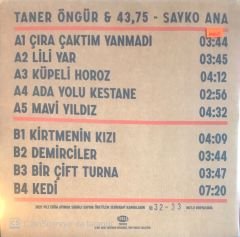 TANER ÖNGÜR & 43,75 - SAYKO ANA
A1 ÇIRA ÇAKTIM YANMADI 03:44
A2 LİLİ YAR 03:45
A3 KÜPELİ HOROZ 04:12
A4 ADA YOLU KESTANE 02:56
A5 MAVİ YILDIZ 04:32
B1 KİRTMENİN KIZI 04:09
B2 DEMİRCİLER 03:44
B3 BİR ÇİFT TURNA 03:47
B4 KEDİ 07:20